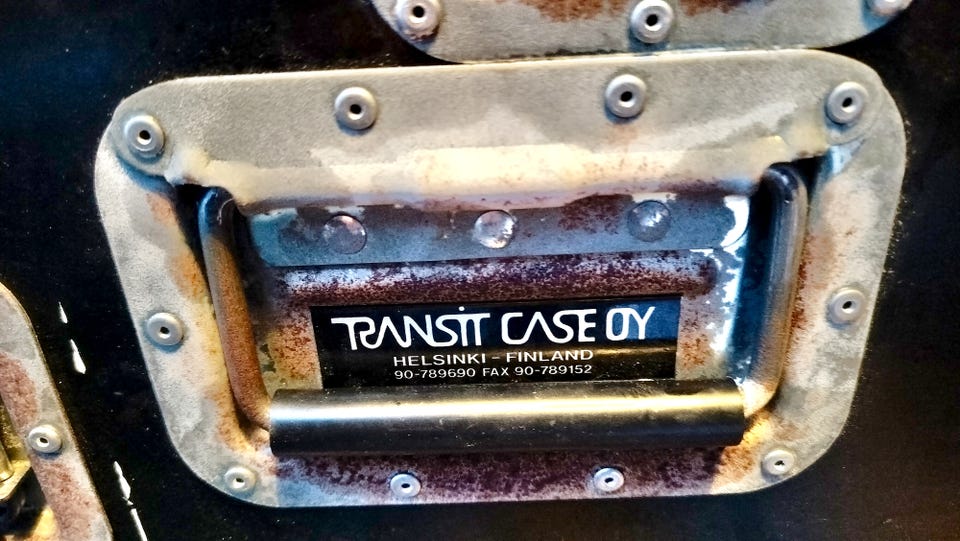 TRANSIT CASE OY
HELSINKI - FINLAND
90-789690 FAX 90-789152